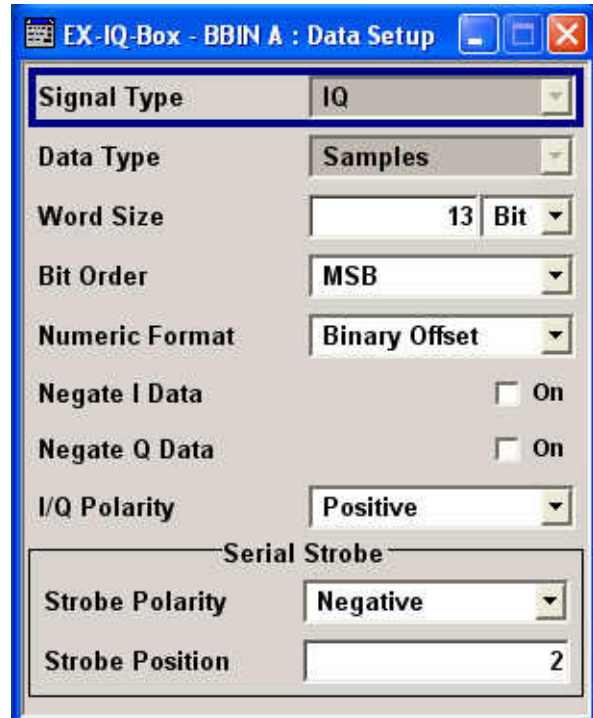 EX-IQ-Box - BBIN A : Data Setup
Signal Type IQ
Data Type Samples
Word Size 13 Bit
Bit Order MSB
Numeric Format Binary Offset
Negate I Data On
Negate Q Data On
I/Q Polarity Positive
Serial Strobe
Strobe Polarity Negative
Strobe Position 2